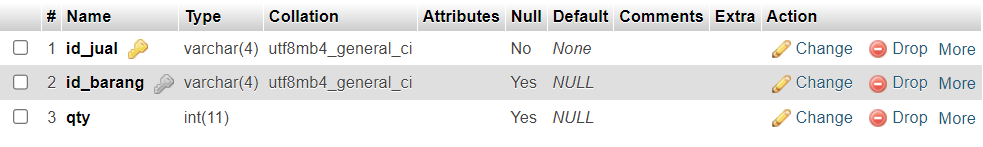 # Name Type Collation Attributes Null Default Comments Extra Action
1 id_jual varchar(4) utf8mb4_general_ci No None Change Drop More
2 id_barang varchar(4) utf8mb4_general_ci Yes NULL Change Drop More
3 qty int(11) Yes NULL Change Drop More